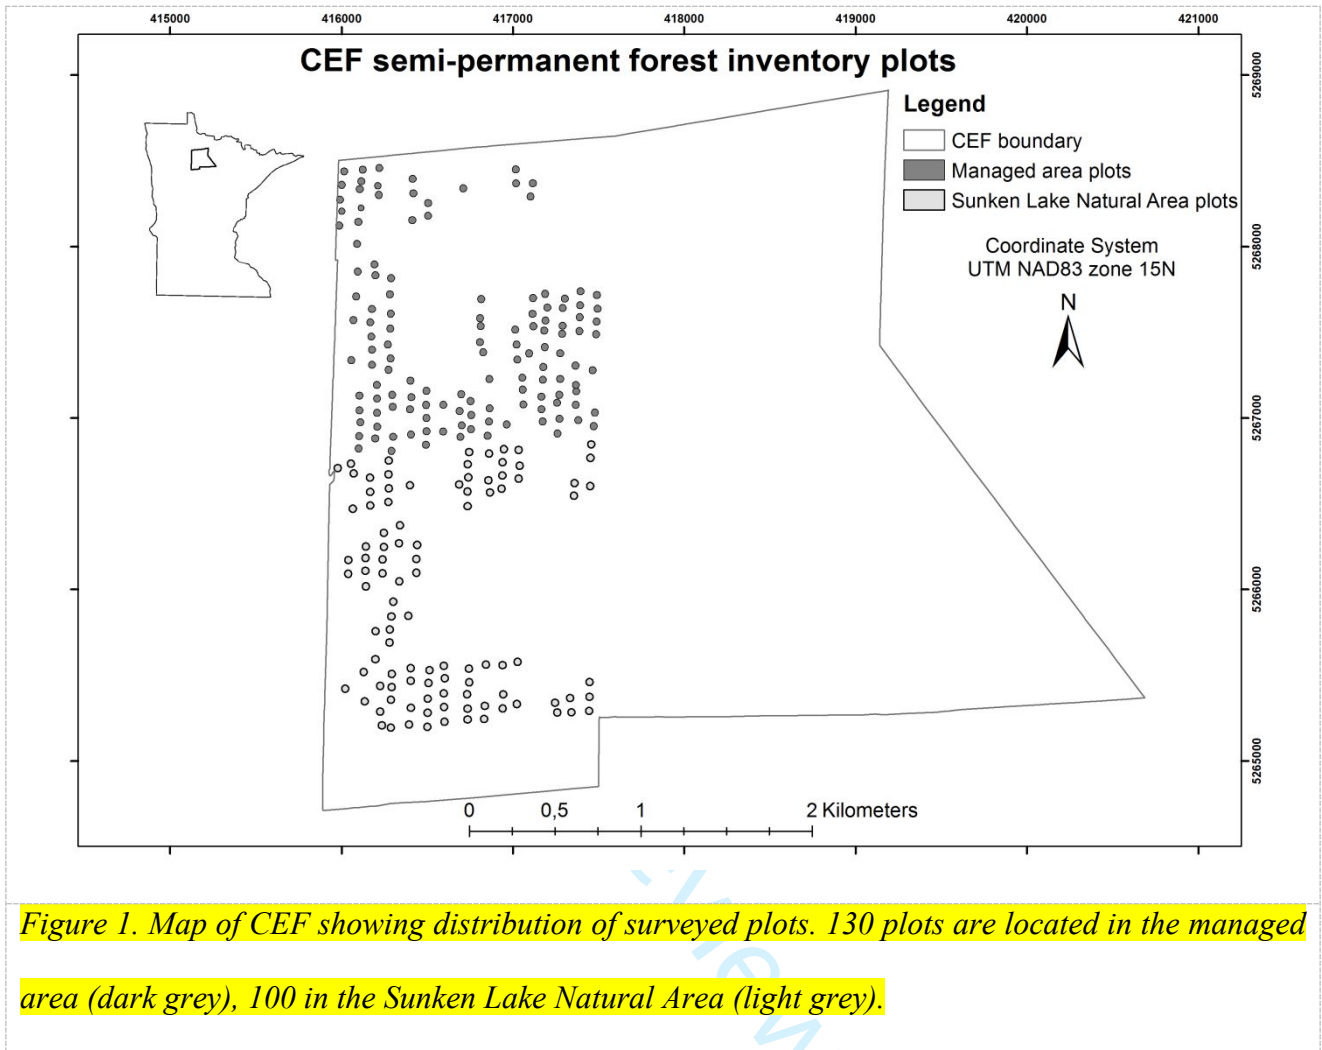 415000 416000 417000 418000 419000 420000 421000
CEF semi-permanent forest inventory plots
5269000
Legend
CEF boundary
Managed area plots
Sunken Lake Natural Area plots
5268000
Coordinate System
UTM NAD83 zone 15N
N
5267000
5266000
5265000
0 0,5 1 2 Kilometers
Figure 1. Map of CEF showing distribution of surveyed plots. 130 plots are located in the managed
area (dark grey), 100 in the Sunken Lake Natural Area (light grey).